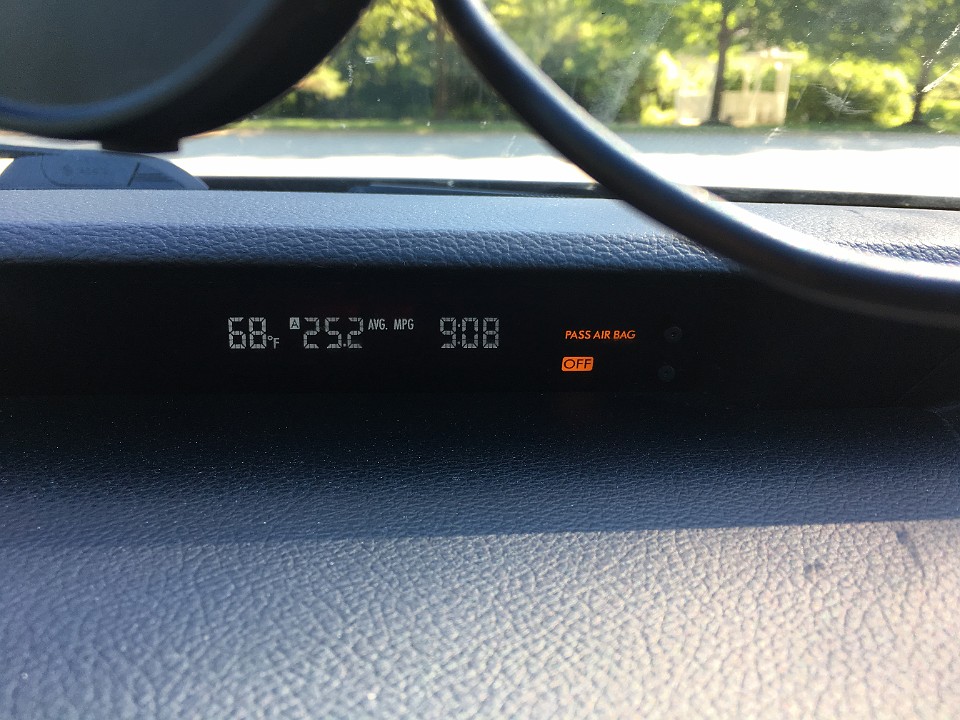 68°F A 25.2 AVG. MPG 9:08 PASS AIR BAG
OFF